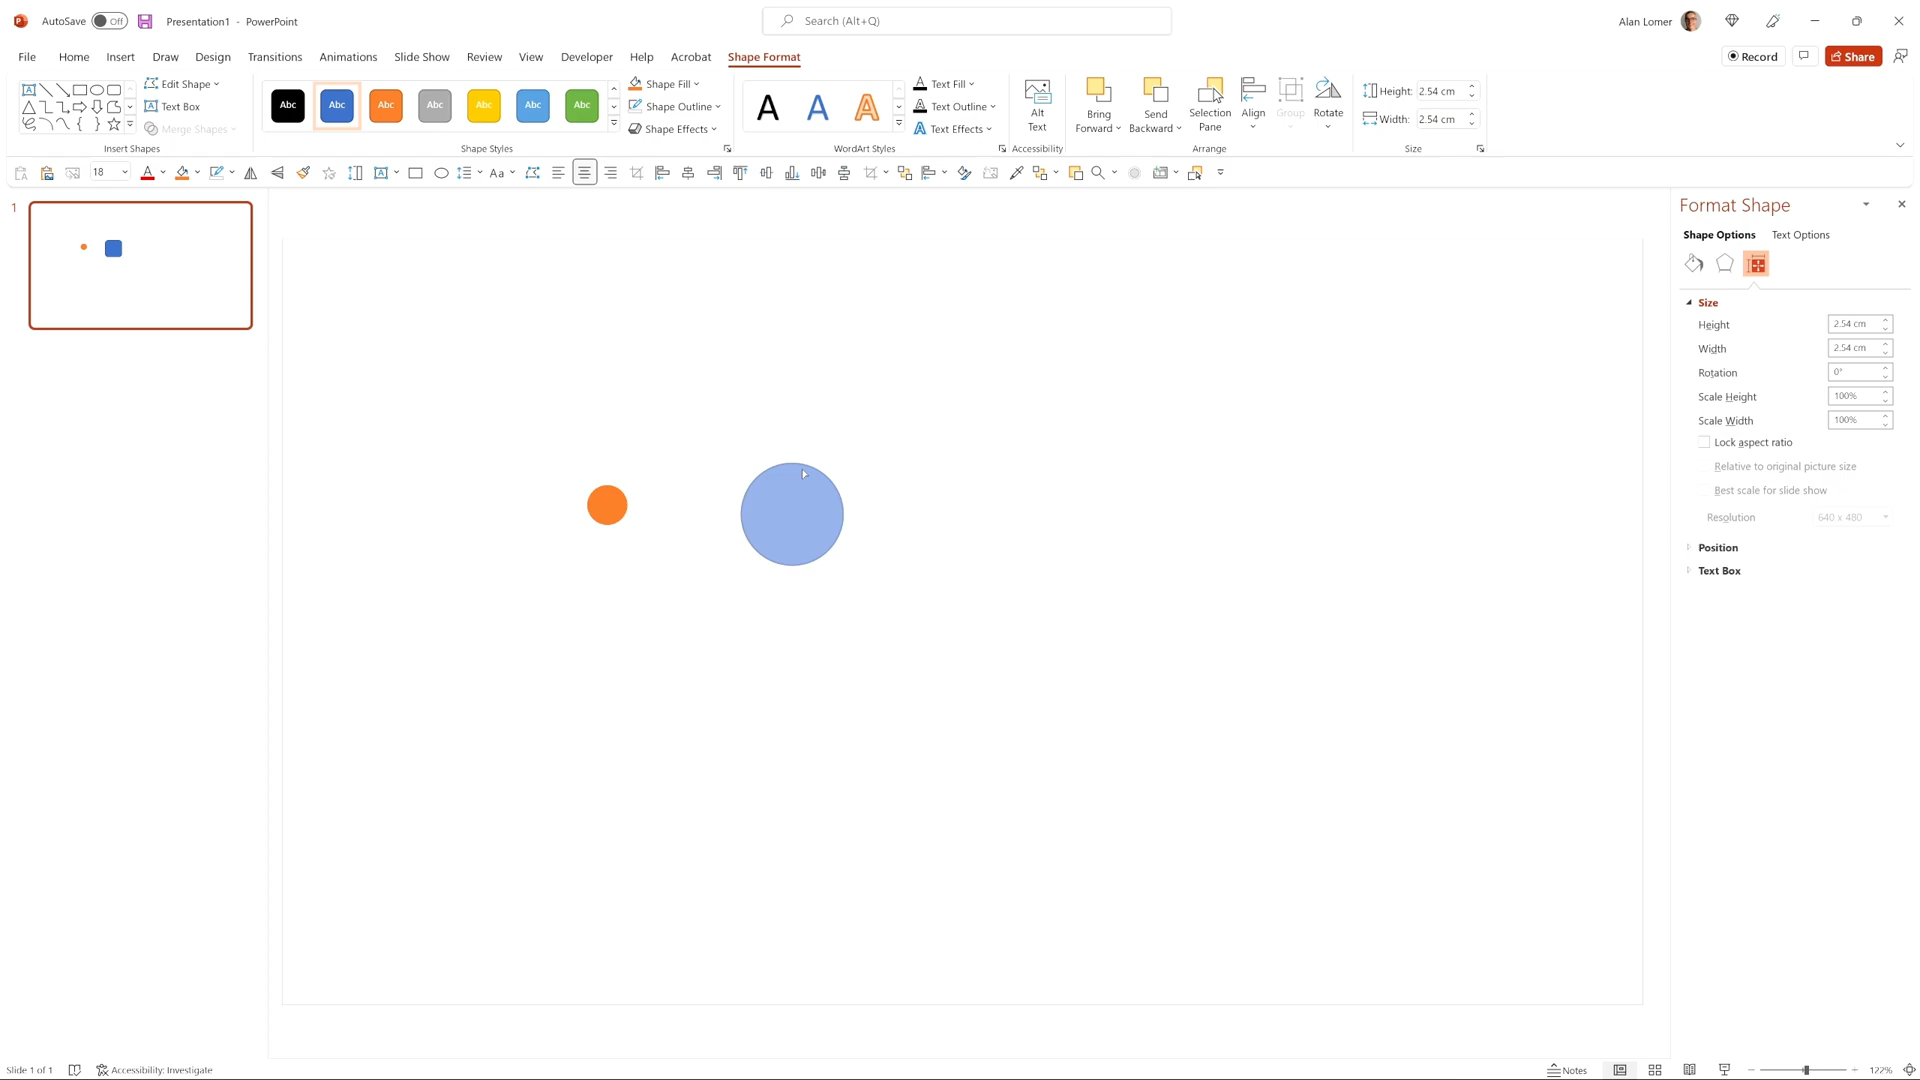 AutoSave Off Presentation1 - PowerPoint Search (Alt+Q) Alan Lomer
File Home Insert Draw Design Transitions Animations Slide Show Review View Developer Help Acrobat Shape Format Record Share
Edit Shape
Text Box
Merge Shapes
Insert Shapes
Abc Abc Abc Abc Abc Abc Abc
Shape Styles
Shape Fill
Shape Outline
Shape Effects
A A A
WordArt Styles
Text Fill
Text Outline
Text Effects
Alt
Text
Accessibility
Bring
Forward
Send
Backward
Selection
Pane
Align
Group
Rotate
Arrange
Height: 2.54 cm
Width: 2.54 cm
Size
18 A Aa
1
Format Shape
Shape Options Text Options
Size
Height 2.54 cm
Width 2.54 cm
Rotation 0°
Scale Height 100%
Scale Width 100%
Lock aspect ratio
Relative to original picture size
Best scale for slide show
Resolution 640 x 480
Position
Text Box
Slide 1 of 1 Accessibility: Investigate Notes 122%